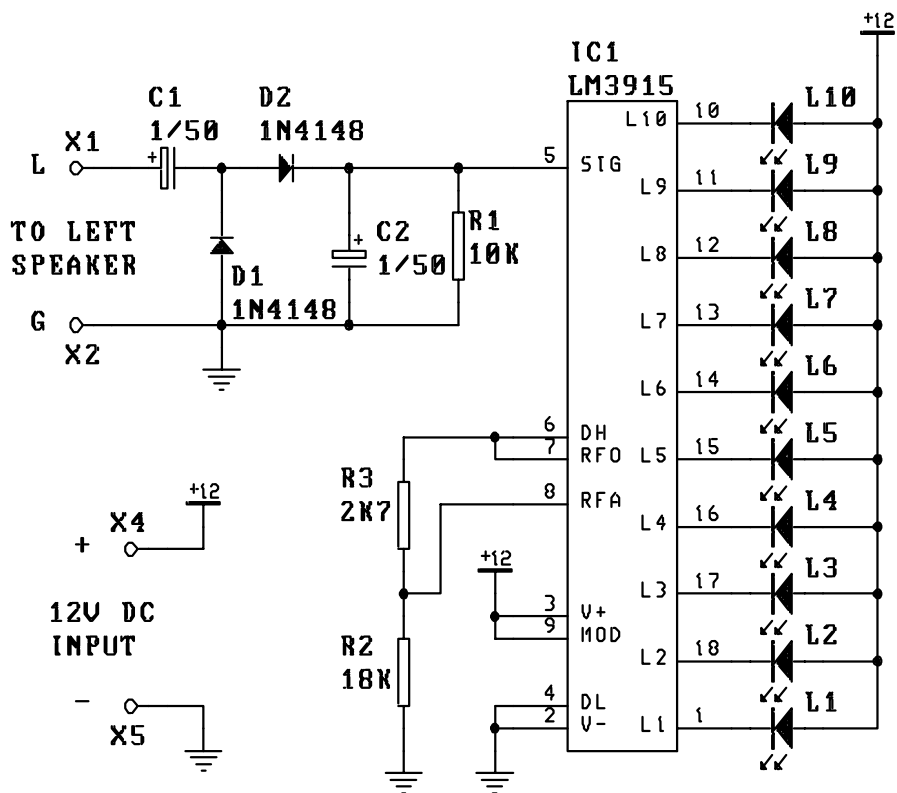 +12
IC1
LM3915
C1
1/50
D2
1N4148
L
X1
5
SIG
L10
10
L10
L9
11
L9
TO LEFT
SPEAKER
D1
1N4148
C2
1/50
R1
10K
L8
12
L8
G
X2
L7
13
L7
L6
14
L6
6
DH
7
RFO
L5
15
L5
R3
2K7
8
RFA
L4
16
L4
+12
X4
+
+12
L3
17
L3
12V DC
INPUT
3
V+
9
MOD
R2
18K
L2
18
L2
-
X5
4
DL
2
V-
L1
1
L1